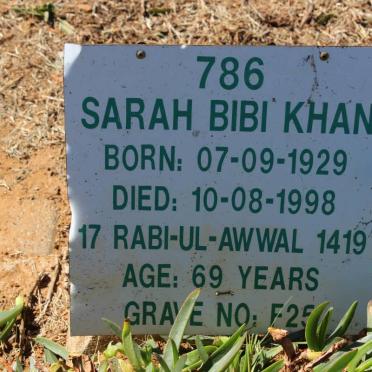 786
SARAH BIBI KHAN
BORN: 07-09-1929
DIED: 10-08-1998
17 RABI-UL-AWWAL 1419
AGE: 69 YEARS
GRAVE NO: